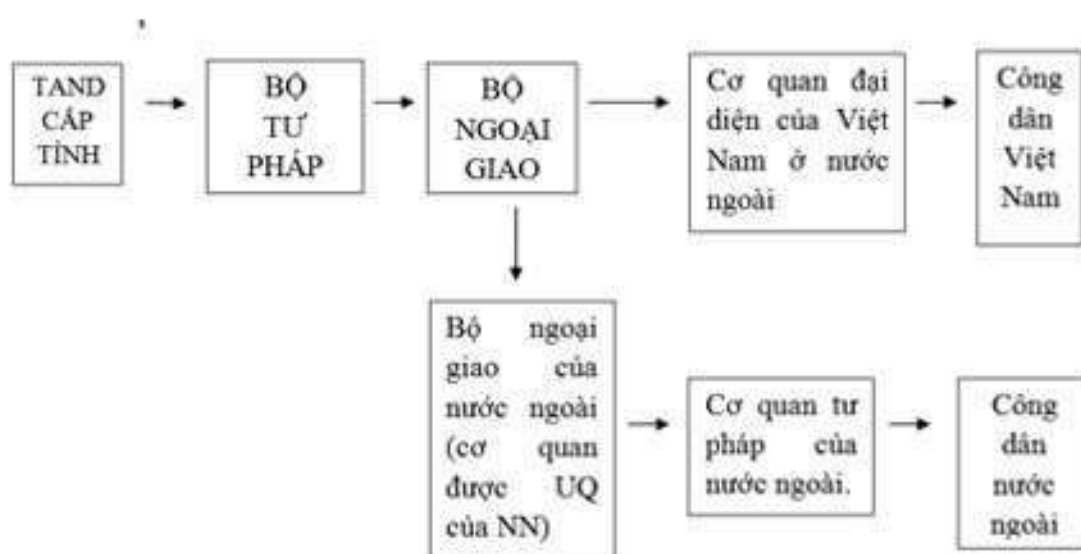 TAND
CẤP
TỈNH
BỘ
TƯ
PHÁP
BỘ
NGOẠI
GIAO
Cơ quan đại
diện của Việt
Nam ở nước
ngoài
Công
dân
Việt
Nam
Bộ ngoại
giao của
nước ngoài
(cơ quan
được UQ
của NN)
Cơ quan tư
pháp của
nước ngoài.
Công
dân
nước
ngoài